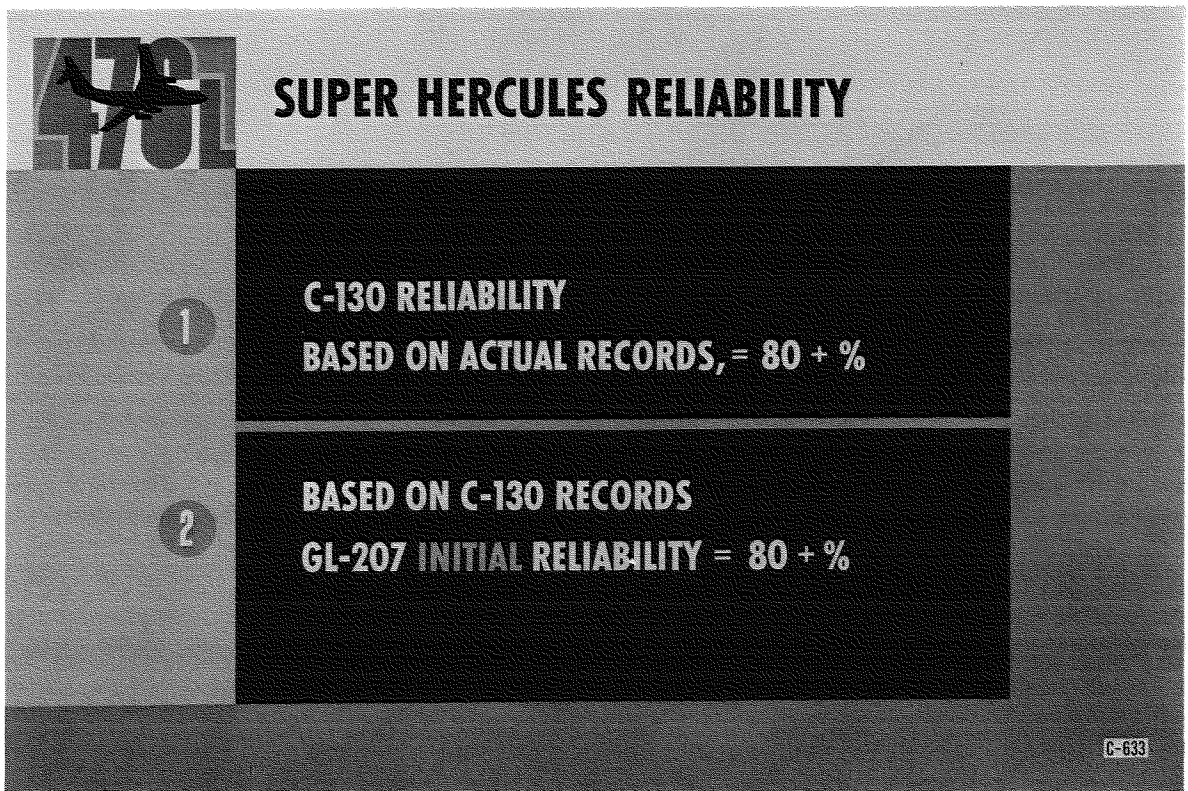 476L
SUPER HERCULES RELIABILITY
1
C-130 RELIABILITY
BASED ON ACTUAL RECORDS, = 80 + %
2
BASED ON C-130 RECORDS
GL-207 INITIAL RELIABILITY = 80 + %
C-633